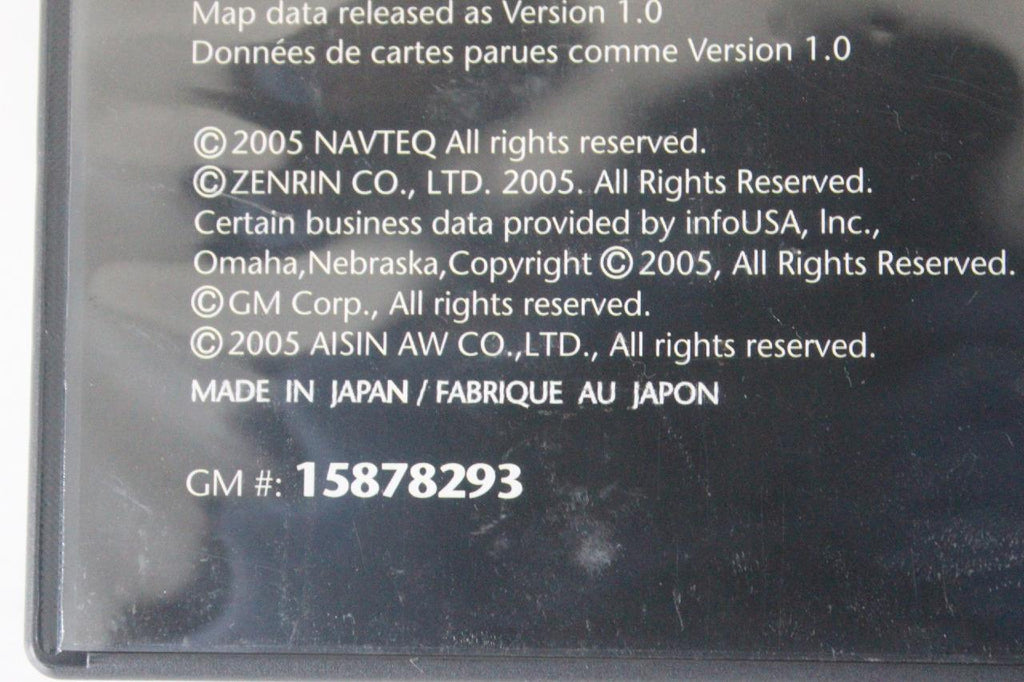 Map data released as Version 1.0
Données de cartes parues comme Version 1.0
©2005 NAVTEQ All rights reserved.
©ZENRIN CO., LTD. 2005. All Rights Reserved.
Certain business data provided by infoUSA, Inc.,
Omaha,Nebraska,Copyright ©2005, All Rights Reserved.
©GM Corp., All rights reserved.
©2005 AISIN AW CO.,LTD., All rights reserved.
MADE IN JAPAN / FABRIQUE AU JAPON
GM #: 15878293